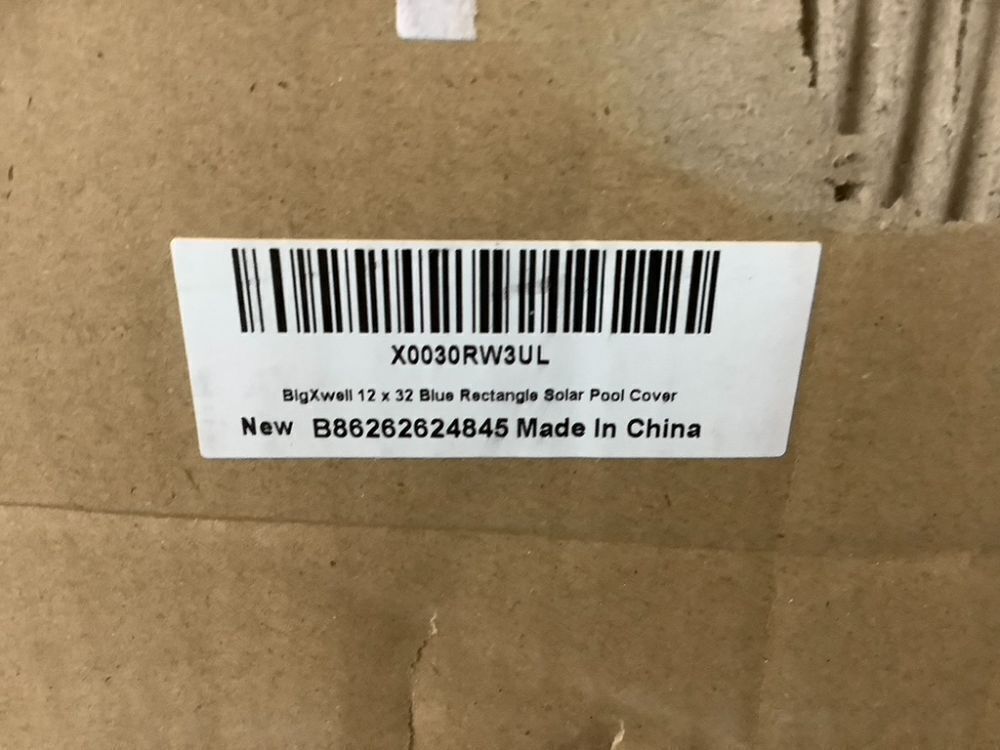 X0030RW3UL
BigXwell 12 x 32 Blue Rectangle Solar Pool Cover
New B86262624845 Made In China